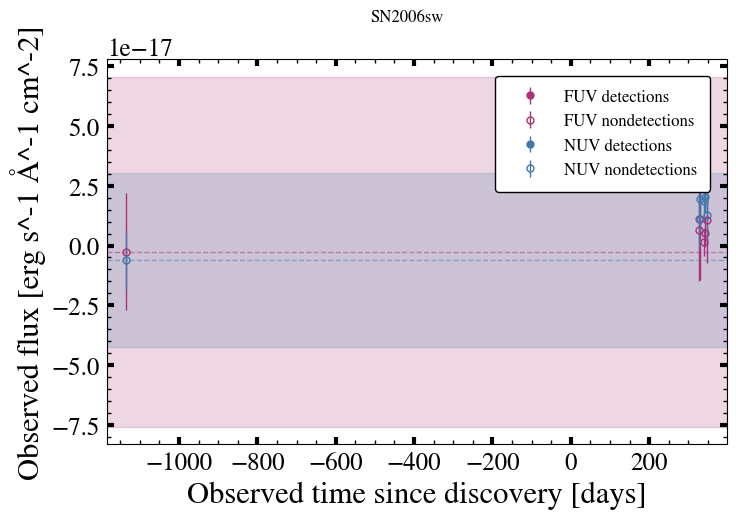 SN2006sw
1e−17
7.5
5.0
2.5
0.0
−2.5
−5.0
−7.5
Observed flux [erg s^-1 Å^-1 cm^-2]
FUV detections
FUV nondetections
NUV detections
NUV nondetections
−1000 −800 −600 −400 −200 0 200
Observed time since discovery [days]